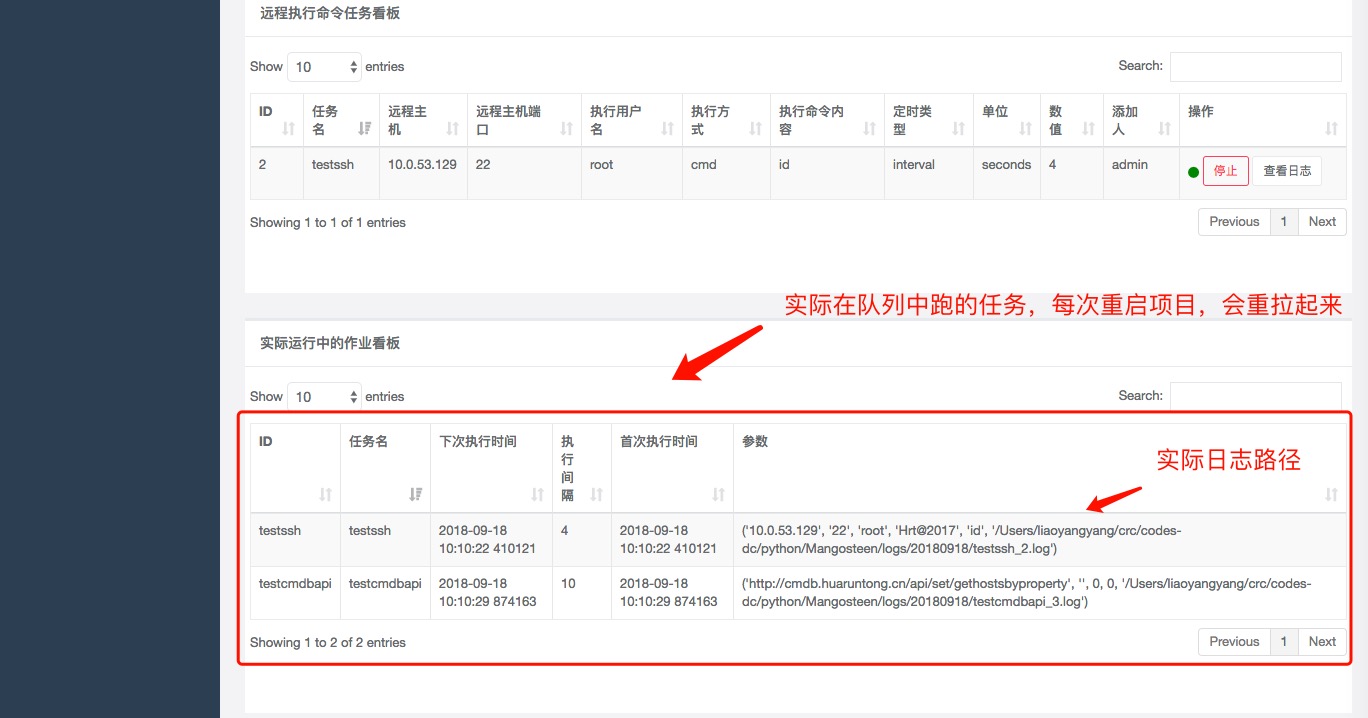 远程执行命令任务看板
Show 10 entries
Search:
ID 任务名 远程主机 远程主机端口 执行用户名 执行方式 执行命令内容 定时类型 单位 数值 添加人 操作
2 testssh 10.0.53.129 22 root cmd id interval seconds 4 admin 停止 查看日志
Showing 1 to 1 of 1 entries
Previous 1 Next
实际在队列中跑的任务，每次重启项目，会重拉起来
实际运行中的作业看板
Show 10 entries
Search:
ID 任务名 下次执行时间 执行间隔 首次执行时间 参数
实际日志路径
testssh testssh 2018-09-18 10:10:22 410121 4 2018-09-18 10:10:22 410121 ('10.0.53.129', '22', 'root', 'Hrt@2017', 'id', '/Users/liaoyangyang/crc/codes-
dc/python/Mangosteen/logs/20180918/testssh_2.log')
testcmdbapi testcmdbapi 2018-09-18 10:10:29 874163 10 2018-09-18 10:10:29 874163 ('http://cmdb.huaruntong.cn/api/set/gethostsbyproperty', '', 0, 0, '/Users/liaoyangyang/crc/codes-
dc/python/Mangosteen/logs/20180918/testcmdbapi_3.log')
Showing 1 to 2 of 2 entries
Previous 1 Next